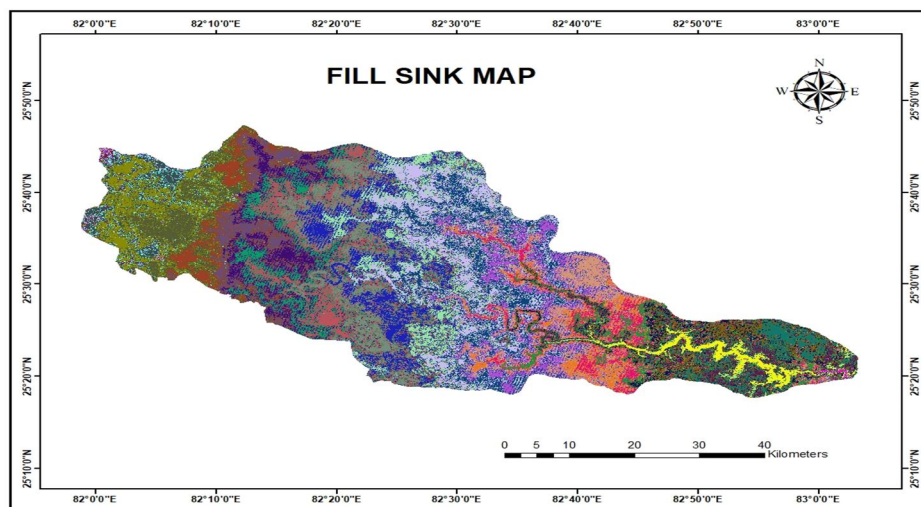 82°0'0"E 82°10'0"E 82°20'0"E 82°30'0"E 82°40'0"E 82°50'0"E 83°0'0"E
FILL SINK MAP
N
W E
S
25°50'0"N 25°50'0"N
25°40'0"N 25°40'0"N
25°30'0"N 25°30'0"N
25°20'0"N 25°20'0"N
25°10'0"N 25°10'0"N
0 5 10 20 30 40
Kilometers
82°0'0"E 82°10'0"E 82°20'0"E 82°30'0"E 82°40'0"E 82°50'0"E 83°0'0"E